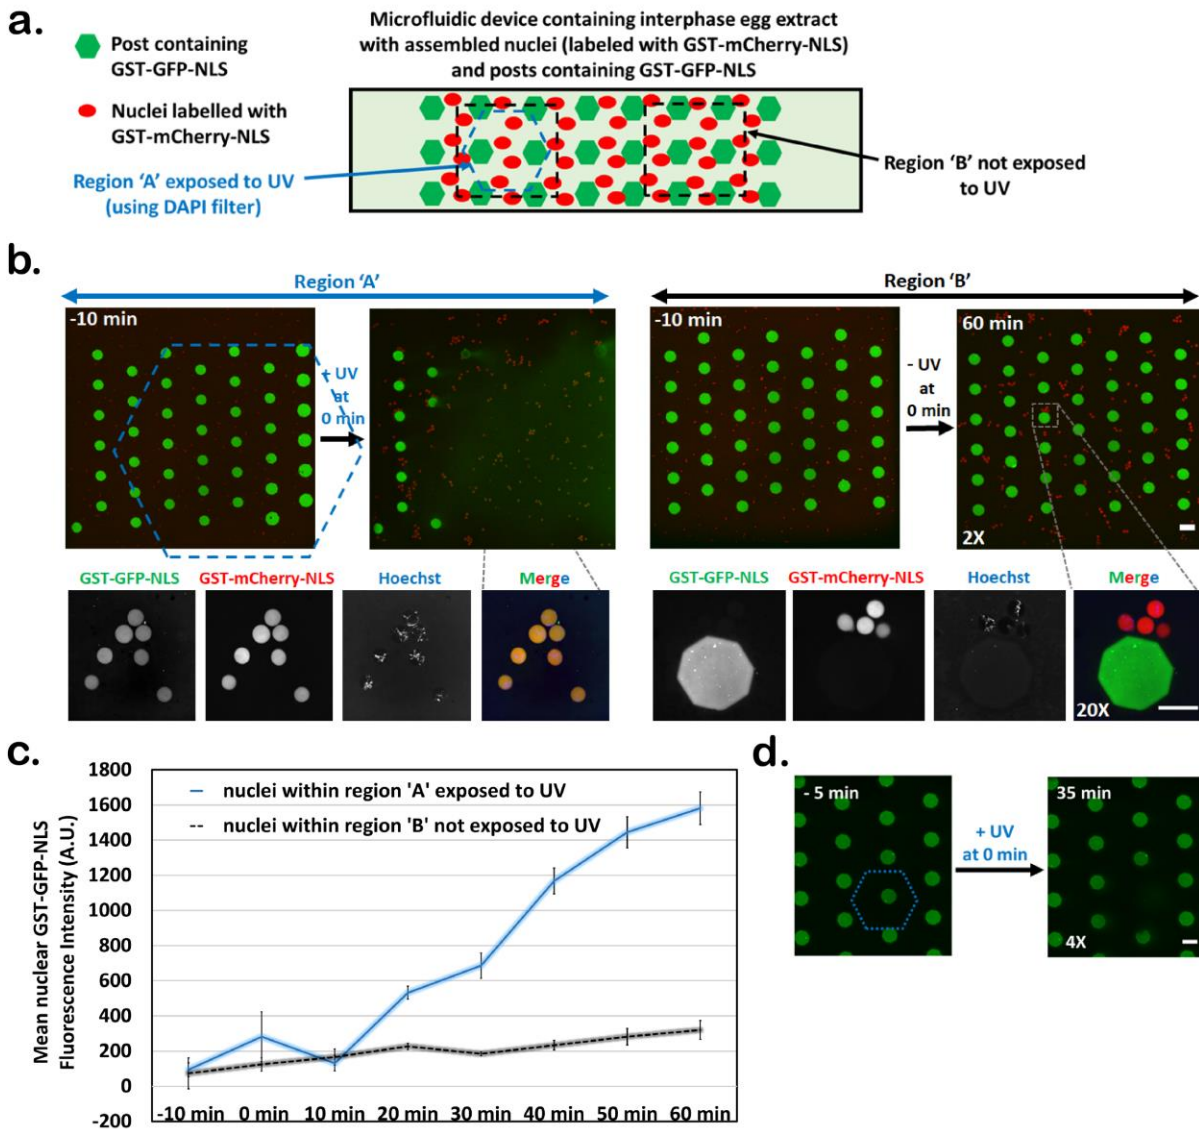 a.
Post containing
GST-GFP-NLS
Nuclei labelled with
GST-mCherry-NLS
Region ‘A’ exposed to UV
(using DAPI filter)
Microfluidic device containing interphase egg extract
with assembled nuclei (labeled with GST-mCherry-NLS)
and posts containing GST-GFP-NLS
Region ‘B’ not exposed
to UV
b.
Region ‘A’
-10 min
+ UV
at
0 min
GST-GFP-NLS
GST-mCherry-NLS
Hoechst
Merge
Region ‘B’
-10 min
- UV
at
0 min
60 min
2X
GST-GFP-NLS
GST-mCherry-NLS
Hoechst
Merge
20X
c.
Mean nuclear GST-GFP-NLS
Fluorescence Intensity (A.U.)
1800
1600
1400
1200
1000
800
600
400
200
0
-200
nuclei within region 'A' exposed to UV
nuclei within region 'B' not exposed to UV
-10 min 0 min 10 min 20 min 30 min 40 min 50 min 60 min
d.
- 5 min
+ UV
at 0 min
35 min
4X